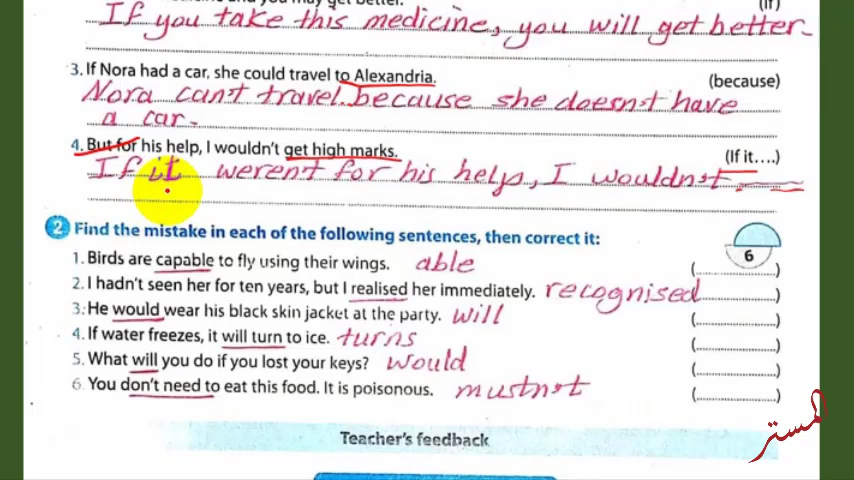 (If)
If you take this medicine, you will get better.
3. If Nora had a car, she could travel to Alexandria. (because)
Nora can't travel because she doesn't have
a car.
4. But for his help, I wouldn't get high marks. (If it....)
If it weren't for his help, I wouldn't
2 Find the mistake in each of the following sentences, then correct it:
6
1. Birds are capable to fly using their wings. able (....................)
2. I hadn't seen her for ten years, but I realised her immediately. recognised (....................)
3. He would wear his black skin jacket at the party. will (....................)
4. If water freezes, it will turn to ice. turns (....................)
5. What will you do if you lost your keys? would (....................)
6. You don't need to eat this food. It is poisonous. mustn't (....................)
Teacher's feedback
المستر